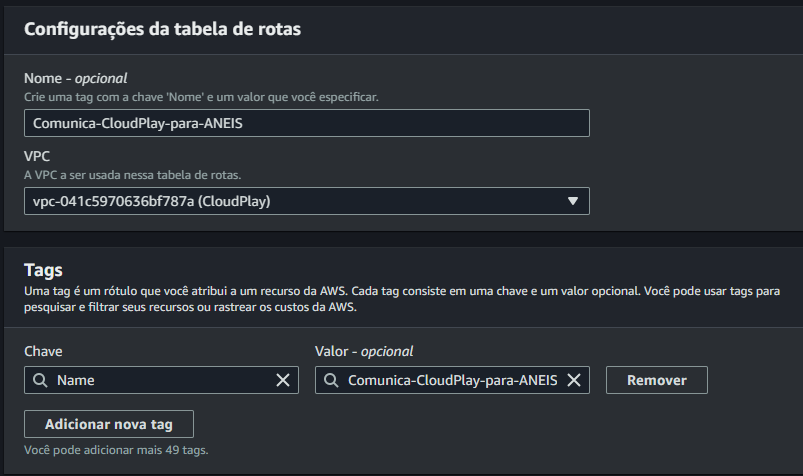 Configurações da tabela de rotas
Nome - opcional
Crie uma tag com a chave 'Nome' e um valor que você especificar.
Comunica-CloudPlay-para-ANEIS
VPC
A VPC a ser usada nessa tabela de rotas.
vpc-041c5970636bf787a (CloudPlay)
Tags
Uma tag é um rótulo que você atribui a um recurso da AWS. Cada tag consiste em uma chave e um valor opcional. Você pode usar tags para
pesquisar e filtrar seus recursos ou rastrear os custos da AWS.
Chave
Valor - opcional
Name
Comunica-CloudPlay-para-ANEIS
Remover
Adicionar nova tag
Você pode adicionar mais 49 tags.